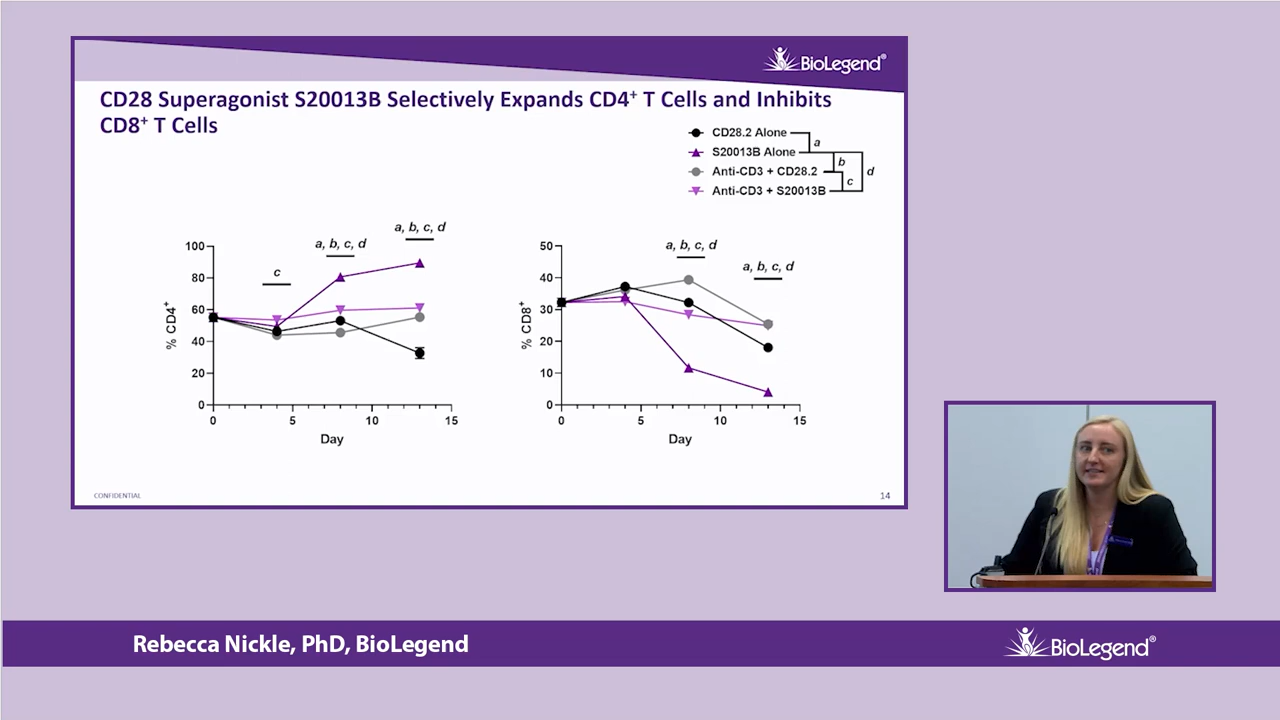 BioLegend®
CD28 Superagonist S20013B Selectively Expands CD4+ T Cells and Inhibits
CD8+ T Cells
CD28.2 Alone
S20013B Alone
Anti-CD3 + CD28.2
Anti-CD3 + S20013B
a
b
c
d
c
a, b, c, d
a, b, c, d
100
80
60
40
20
0
% CD4+
0
5
10
15
Day
a, b, c, d
a, b, c, d
50
40
30
20
10
0
% CD8+
0
5
10
15
Day
CONFIDENTIAL
14
Rebecca Nickle, PhD, BioLegend
BioLegend®